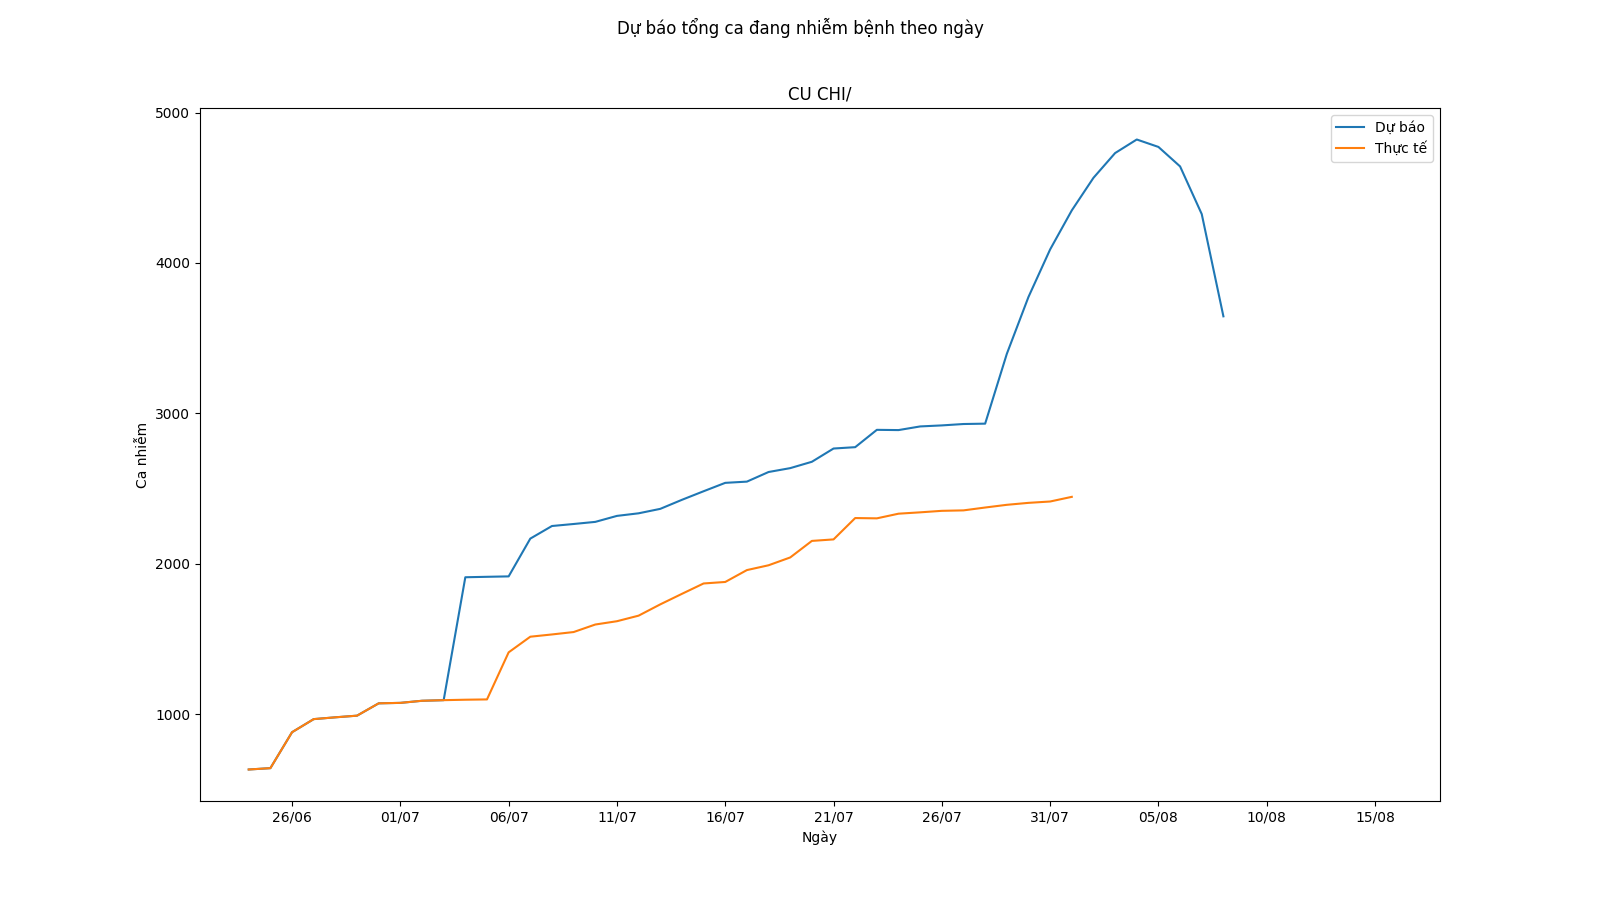 Dự báo tổng ca đang nhiễm bệnh theo ngày
CU CHI/
5000
4000
3000
2000
1000
Ca nhiễm
Dự báo
Thực tế
26/06 01/07 06/07 11/07 16/07 21/07 26/07 31/07 05/08 10/08 15/08
Ngày